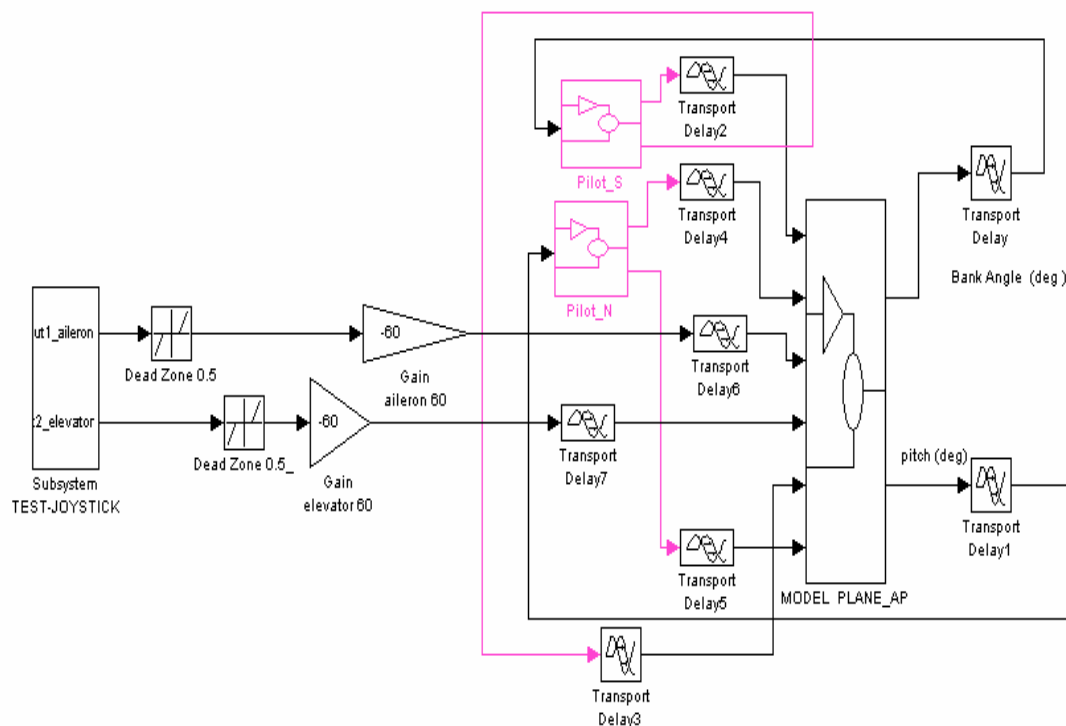 Transport
Delay2
Pilot_S
Transport
Delay4
Transport
Delay
Bank Angle (deg )
Pilot_N
ut1_aileron
-60
Transport
Delay6
Dead Zone 0.5
Gain
aileron 60
:2_elevator
-60
Dead Zone 0.5_
Transport
Delay7
pitch (deg)
Subsystem
TEST-JOYSTICK
Gain
elevator 60
Transport
Delay1
Transport
Delay5
MODEL PLANE_AP
Transport
Delay3